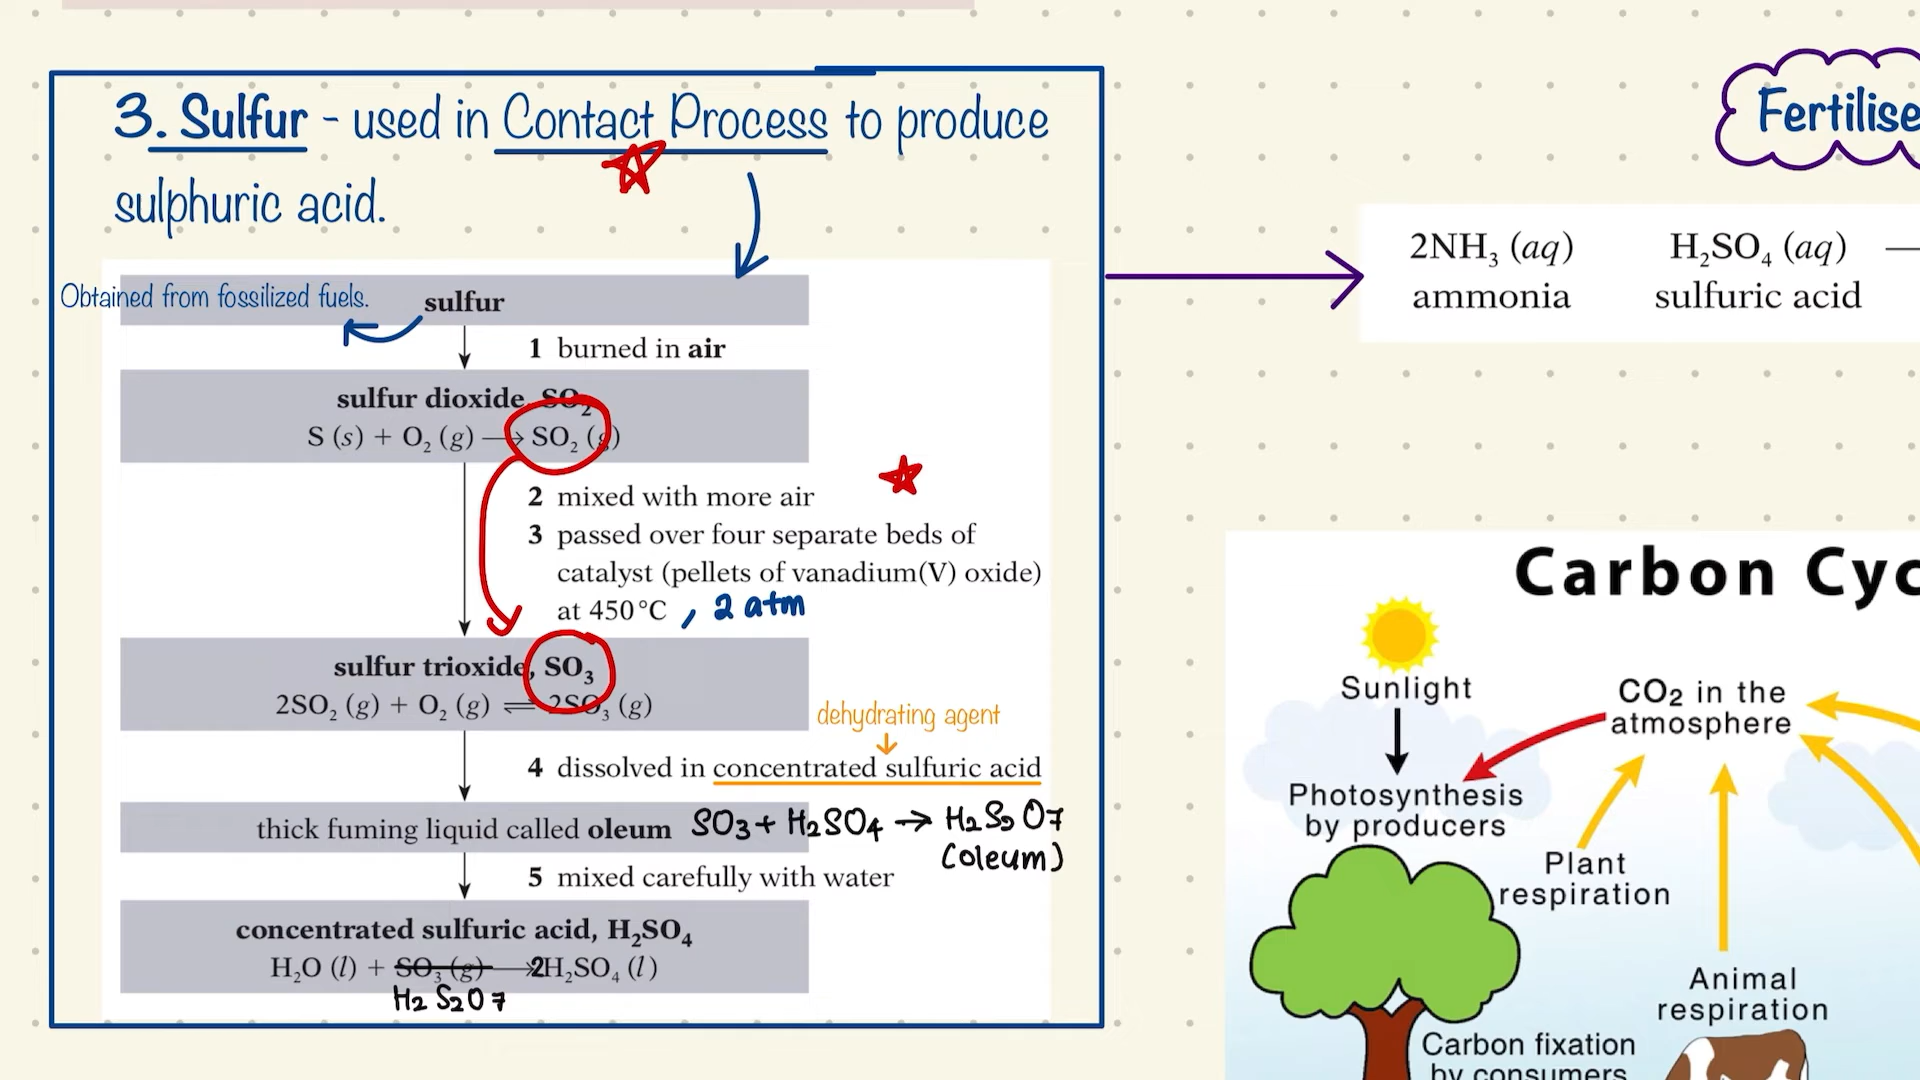 3. Sulfur - used in Contact Process to produce
sulphuric acid.
Obtained from fossilized fuels.
sulfur
1 burned in air
sulfur dioxide, SO₂
S (s) + O₂ (g) ⟶ SO₂ (g)
2 mixed with more air
3 passed over four separate beds of
catalyst (pellets of vanadium(V) oxide)
at 450 °C , 2 atm
sulfur trioxide, SO₃
2SO₂ (g) + O₂ (g) ⇌ 2SO₃ (g)
dehydrating agent
4 dissolved in concentrated sulfuric acid
thick fuming liquid called oleum SO₃ + H₂SO₄ → H₂S₂O₇
(oleum)
5 mixed carefully with water
concentrated sulfuric acid, H₂SO₄
H₂O (l) + SO₃ (g) ⟶ 2H₂SO₄ (l)
H₂S₂O₇
Fertilise
2NH₃ (aq) H₂SO₄ (aq) —
ammonia sulfuric acid
Carbon Cyc
Sunlight
CO₂ in the
atmosphere
Photosynthesis
by producers
Plant
respiration
Animal
respiration
Carbon fixation
by consumers